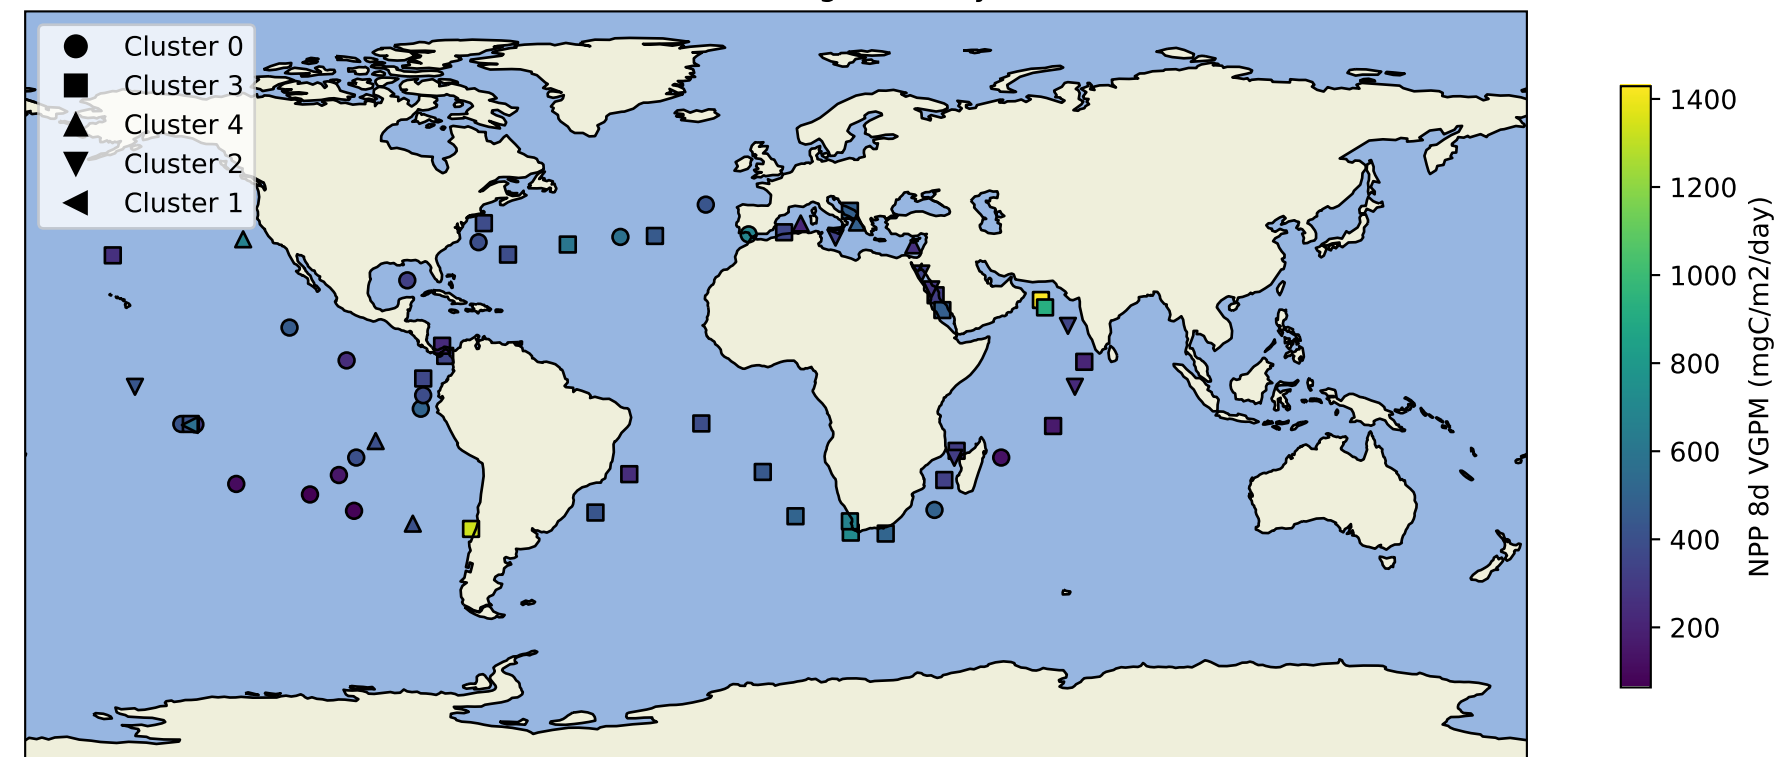 Cluster 0
Cluster 3
Cluster 4
Cluster 2
Cluster 1
1400
1200
1000
800
600
400
200
NPP 8d VGPM (mgC/m2/day)